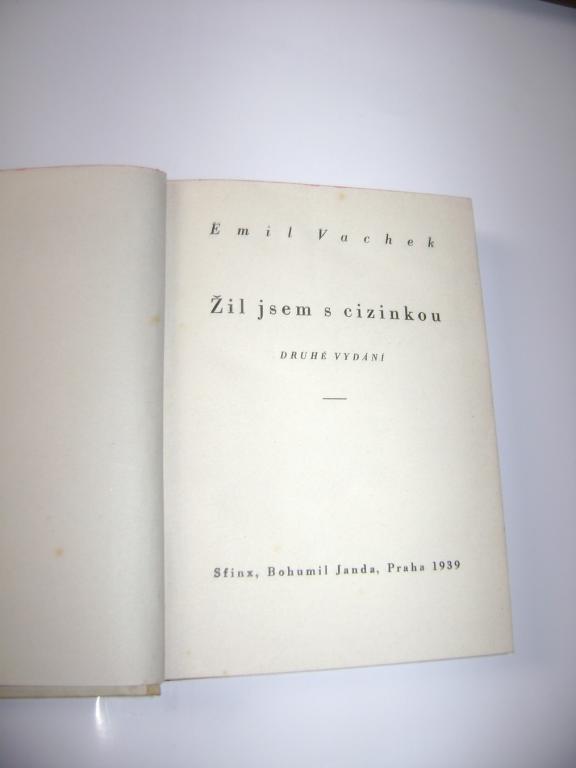 Emil Vachek
Žil jsem s cizinkou
DRUHÉ VYDÁNÍ
Sfinx, Bohumil Janda, Praha 1939